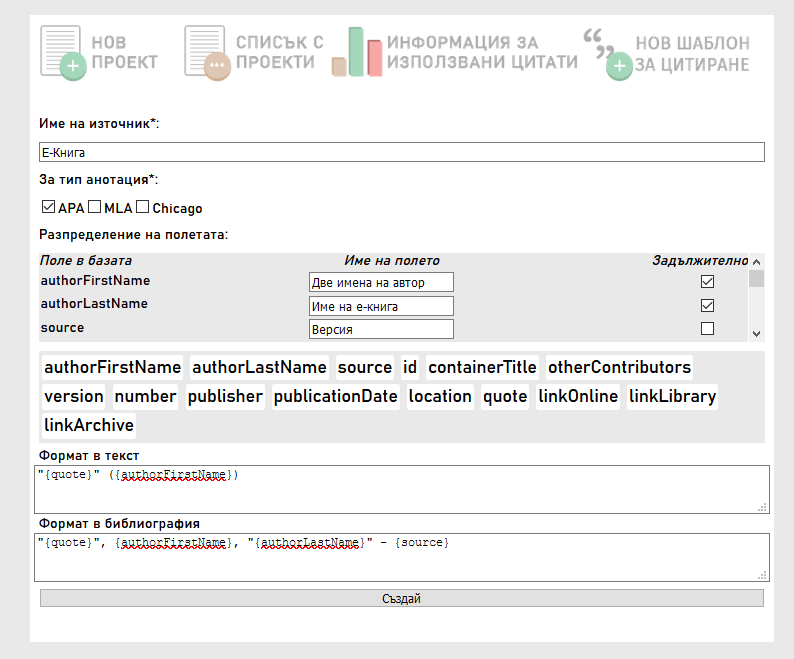 НОВ ПРОЕКТ
СПИСЪК С ПРОЕКТИ
ИНФОРМАЦИЯ ЗА ИЗПОЛЗВАНИ ЦИТАТИ
НОВ ШАБЛОН ЗА ЦИТИРАНЕ
Име на източник*:
Е-Книга
За тип анотация*:
APA MLA Chicago
Разпределение на полетата:
Поле в базата Име на полето Задължително
authorFirstName Две имена на автор
authorLastName Име на е-книга
source Версия
authorFirstName authorLastName source id containerTitle otherContributors
version number publisher publicationDate location quote linkOnline linkLibrary
linkArchive
Формат в текст
"{quote}" ({authorFirstName})
Формат в библиография
"{quote}", {authorFirstName}, "{authorLastName}" - {source}
Създай